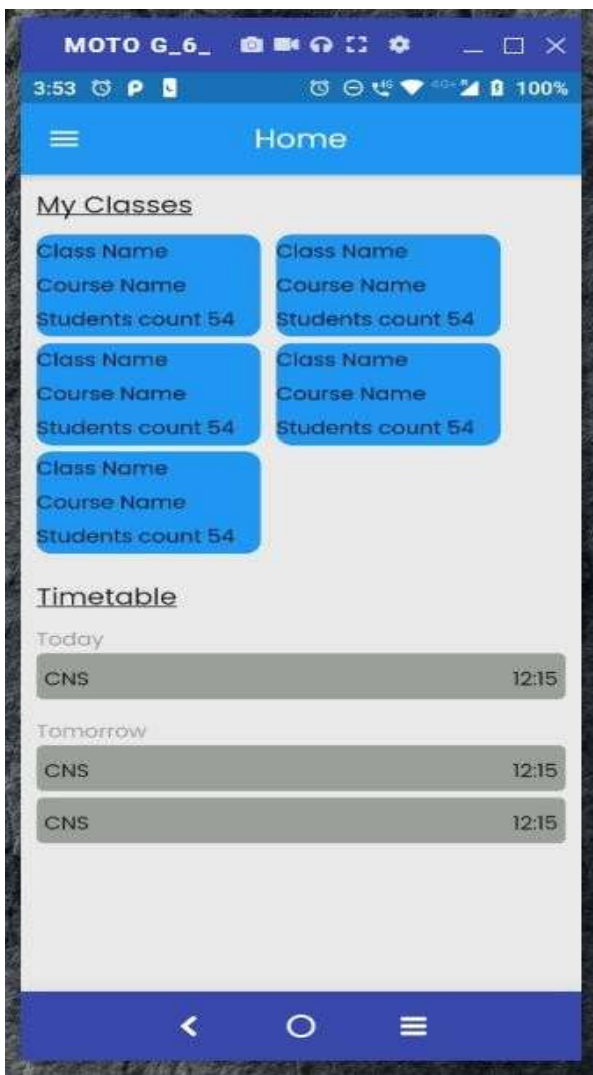 MOTO G_6_
3:53 P 100%
Home
My Classes
Class Name Class Name
Course Name Course Name
Students count 54 Students count 54
Class Name Class Name
Course Name Course Name
Students count 54 Students count 54
Class Name
Course Name
Students count 54
Timetable
Today
CNS 12:15
Tomorrow
CNS 12:15
CNS 12:15